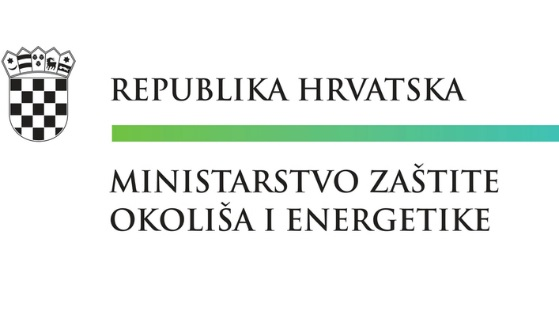 REPUBLIKA HRVATSKA
MINISTARSTVO ZAŠTITE
OKOLIŠA I ENERGETIKE